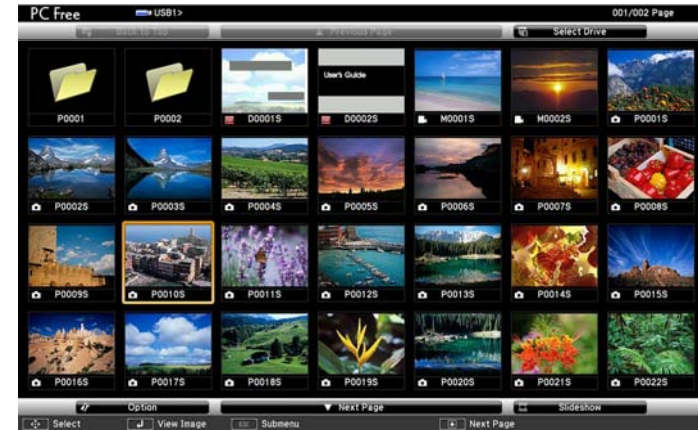 PC Free USB1> 001/002 Page
Back to Top Previous Page Select Drive
User's Guide
P0001 P0002 D0001S D0002S M0001S M0002S P0001S
P0002S P0003S P0004S P0005S P0006S P0007S P0008S
P0009S P0010S P0011S P0012S P0013S P0014S P0015S
P0016S P0017S P0018S P0019S P0020S P0021S P0022S
Option Next Page Slideshow
Select View Image Submenu Next Page